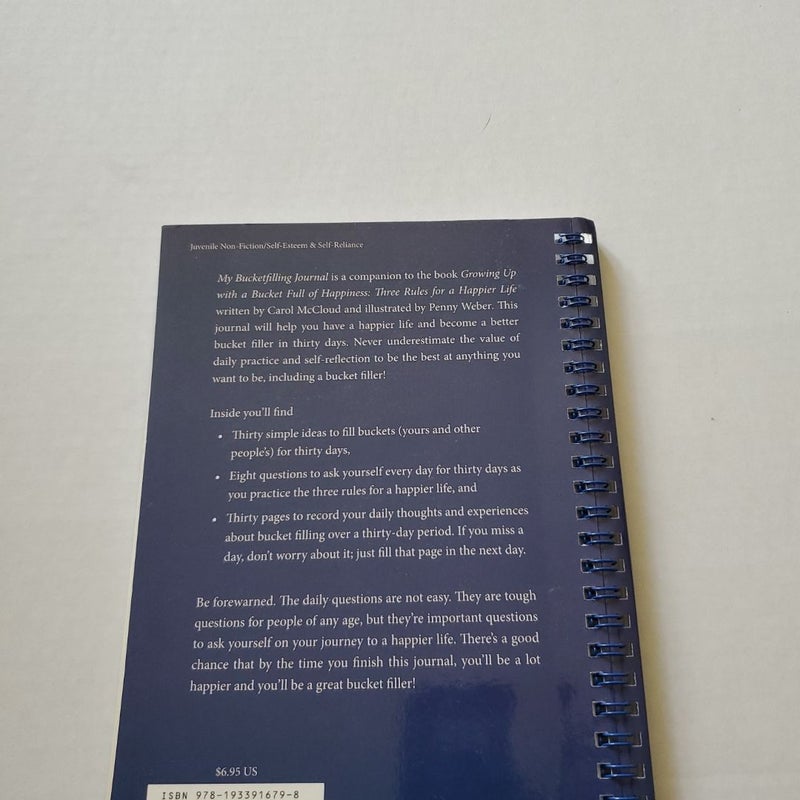 Juvenile Non-Fiction/Self-Esteem & Self-Reliance
My Bucketfilling Journal is a companion to the book Growing Up
with a Bucket Full of Happiness: Three Rules for a Happier Life
written by Carol McCloud and illustrated by Penny Weber. This
journal will help you have a happier life and become a better
bucket filler in thirty days. Never underestimate the value of
daily practice and self-reflection to be the best at anything you
want to be, including a bucket filler!
Inside you'll find
• Thirty simple ideas to fill buckets (yours and other
people's) for thirty days,
• Eight questions to ask yourself every day for thirty days as
you practice the three rules for a happier life, and
• Thirty pages to record your daily thoughts and experiences
about bucket filling over a thirty-day period. If you miss a
day, don't worry about it; just fill that page in the next day.
Be forewarned. The daily questions are not easy. They are tough
questions for people of any age, but they're important questions
to ask yourself on your journey to a happier life. There's a good
chance that by the time you finish this journal, you'll be a lot
happier and you'll be a great bucket filler!
$6.95 US
ISBN 978-193391679-8